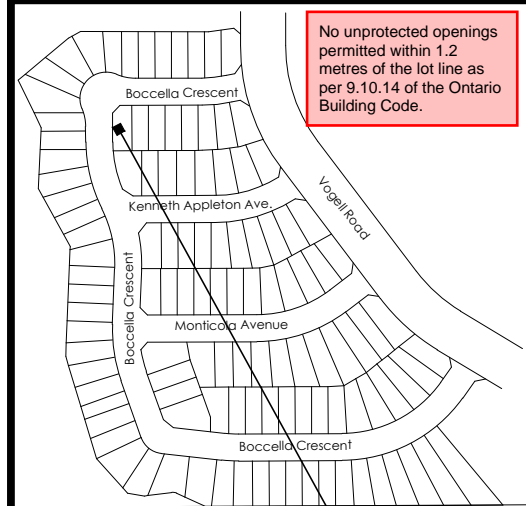 No unprotected openings
permitted within 1.2
metres of the lot line as
per 9.10.14 of the Ontario
Building Code.
Boccella Crescent
Kenneth Appleton Ave.
Vogell Road
Boccella Crescent
Monticola Avenue
Boccella Crescent